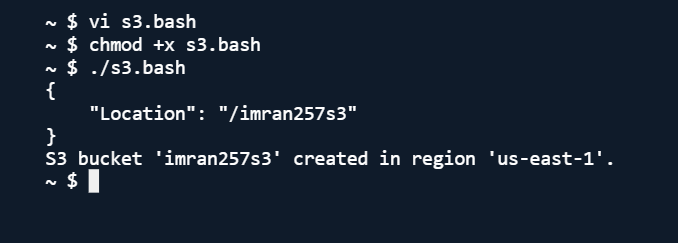 ~ $ vi s3.bash
~ $ chmod +x s3.bash
~ $ ./s3.bash
{
    "Location": "/imran257s3"
}
S3 bucket 'imran257s3' created in region 'us-east-1'.
~ $